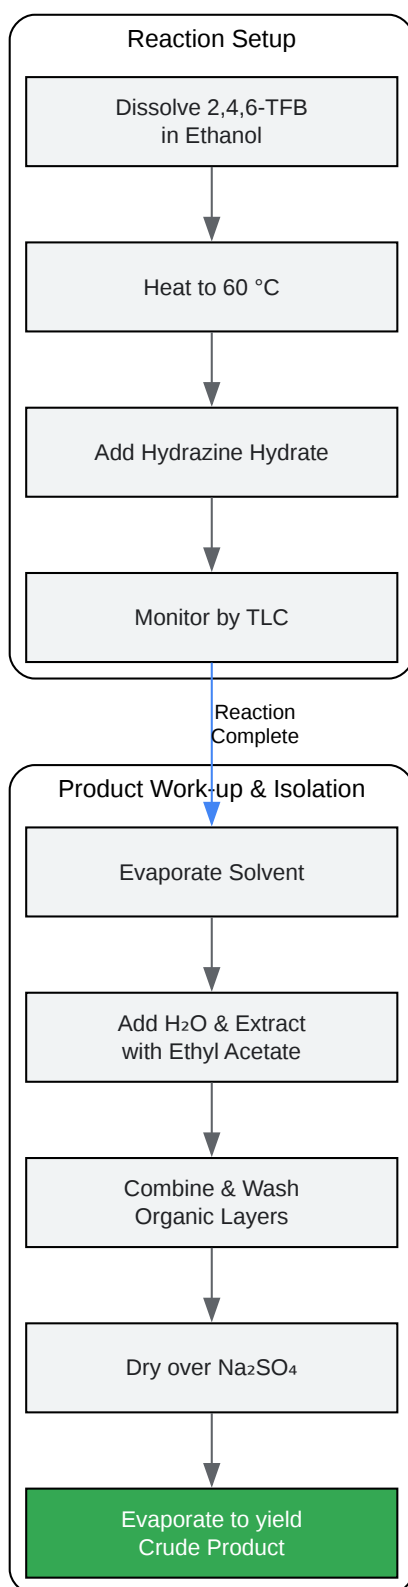 Reaction Setup
Dissolve 2,4,6-TFB
in Ethanol
Heat to 60 °C
Add Hydrazine Hydrate
Monitor by TLC
Reaction
Complete
Product Work-up & Isolation
Evaporate Solvent
Add H₂O & Extract
with Ethyl Acetate
Combine & Wash
Organic Layers
Dry over Na₂SO₄
Evaporate to yield
Crude Product